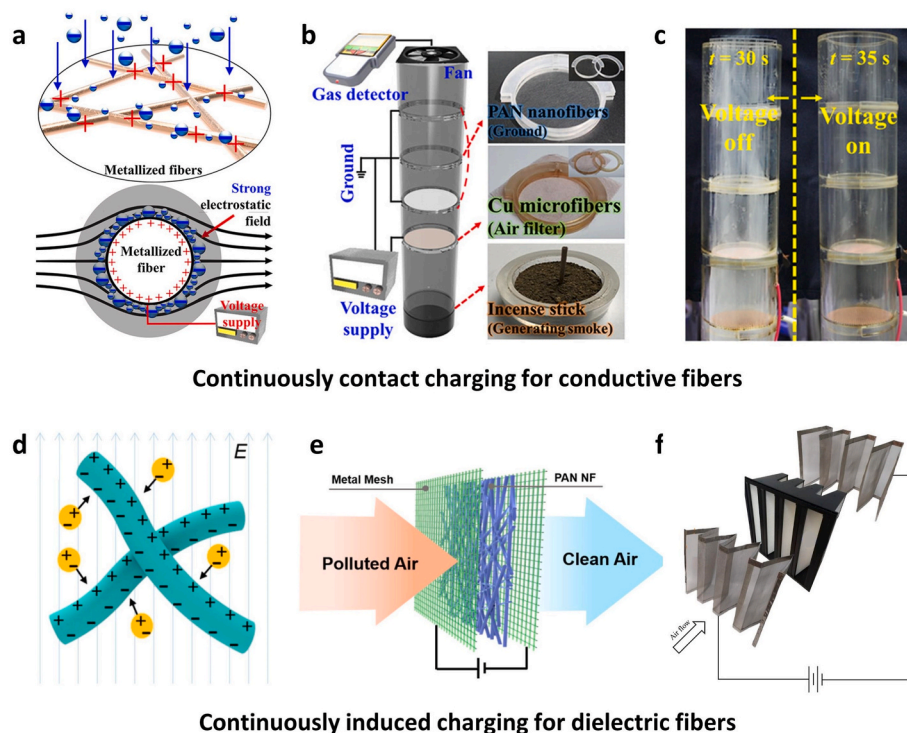 a
Metallized fibers
Strong
electrostatic
field
Metallized
fiber
Voltage
supply
b
Fan
Gas detector
Ground
Voltage
supply
PAN nanofibers
(Ground)
Cu microfibers
(Air filter)
Incense stick
(Generating smoke)
c
t = 30 s
t = 35 s
Voltage
off
Voltage
on
Continuously contact charging for conductive fibers
d
E
e
Metal Mesh
PAN NF
Polluted Air
Clean Air
f
Air flow
Continuously induced charging for dielectric fibers